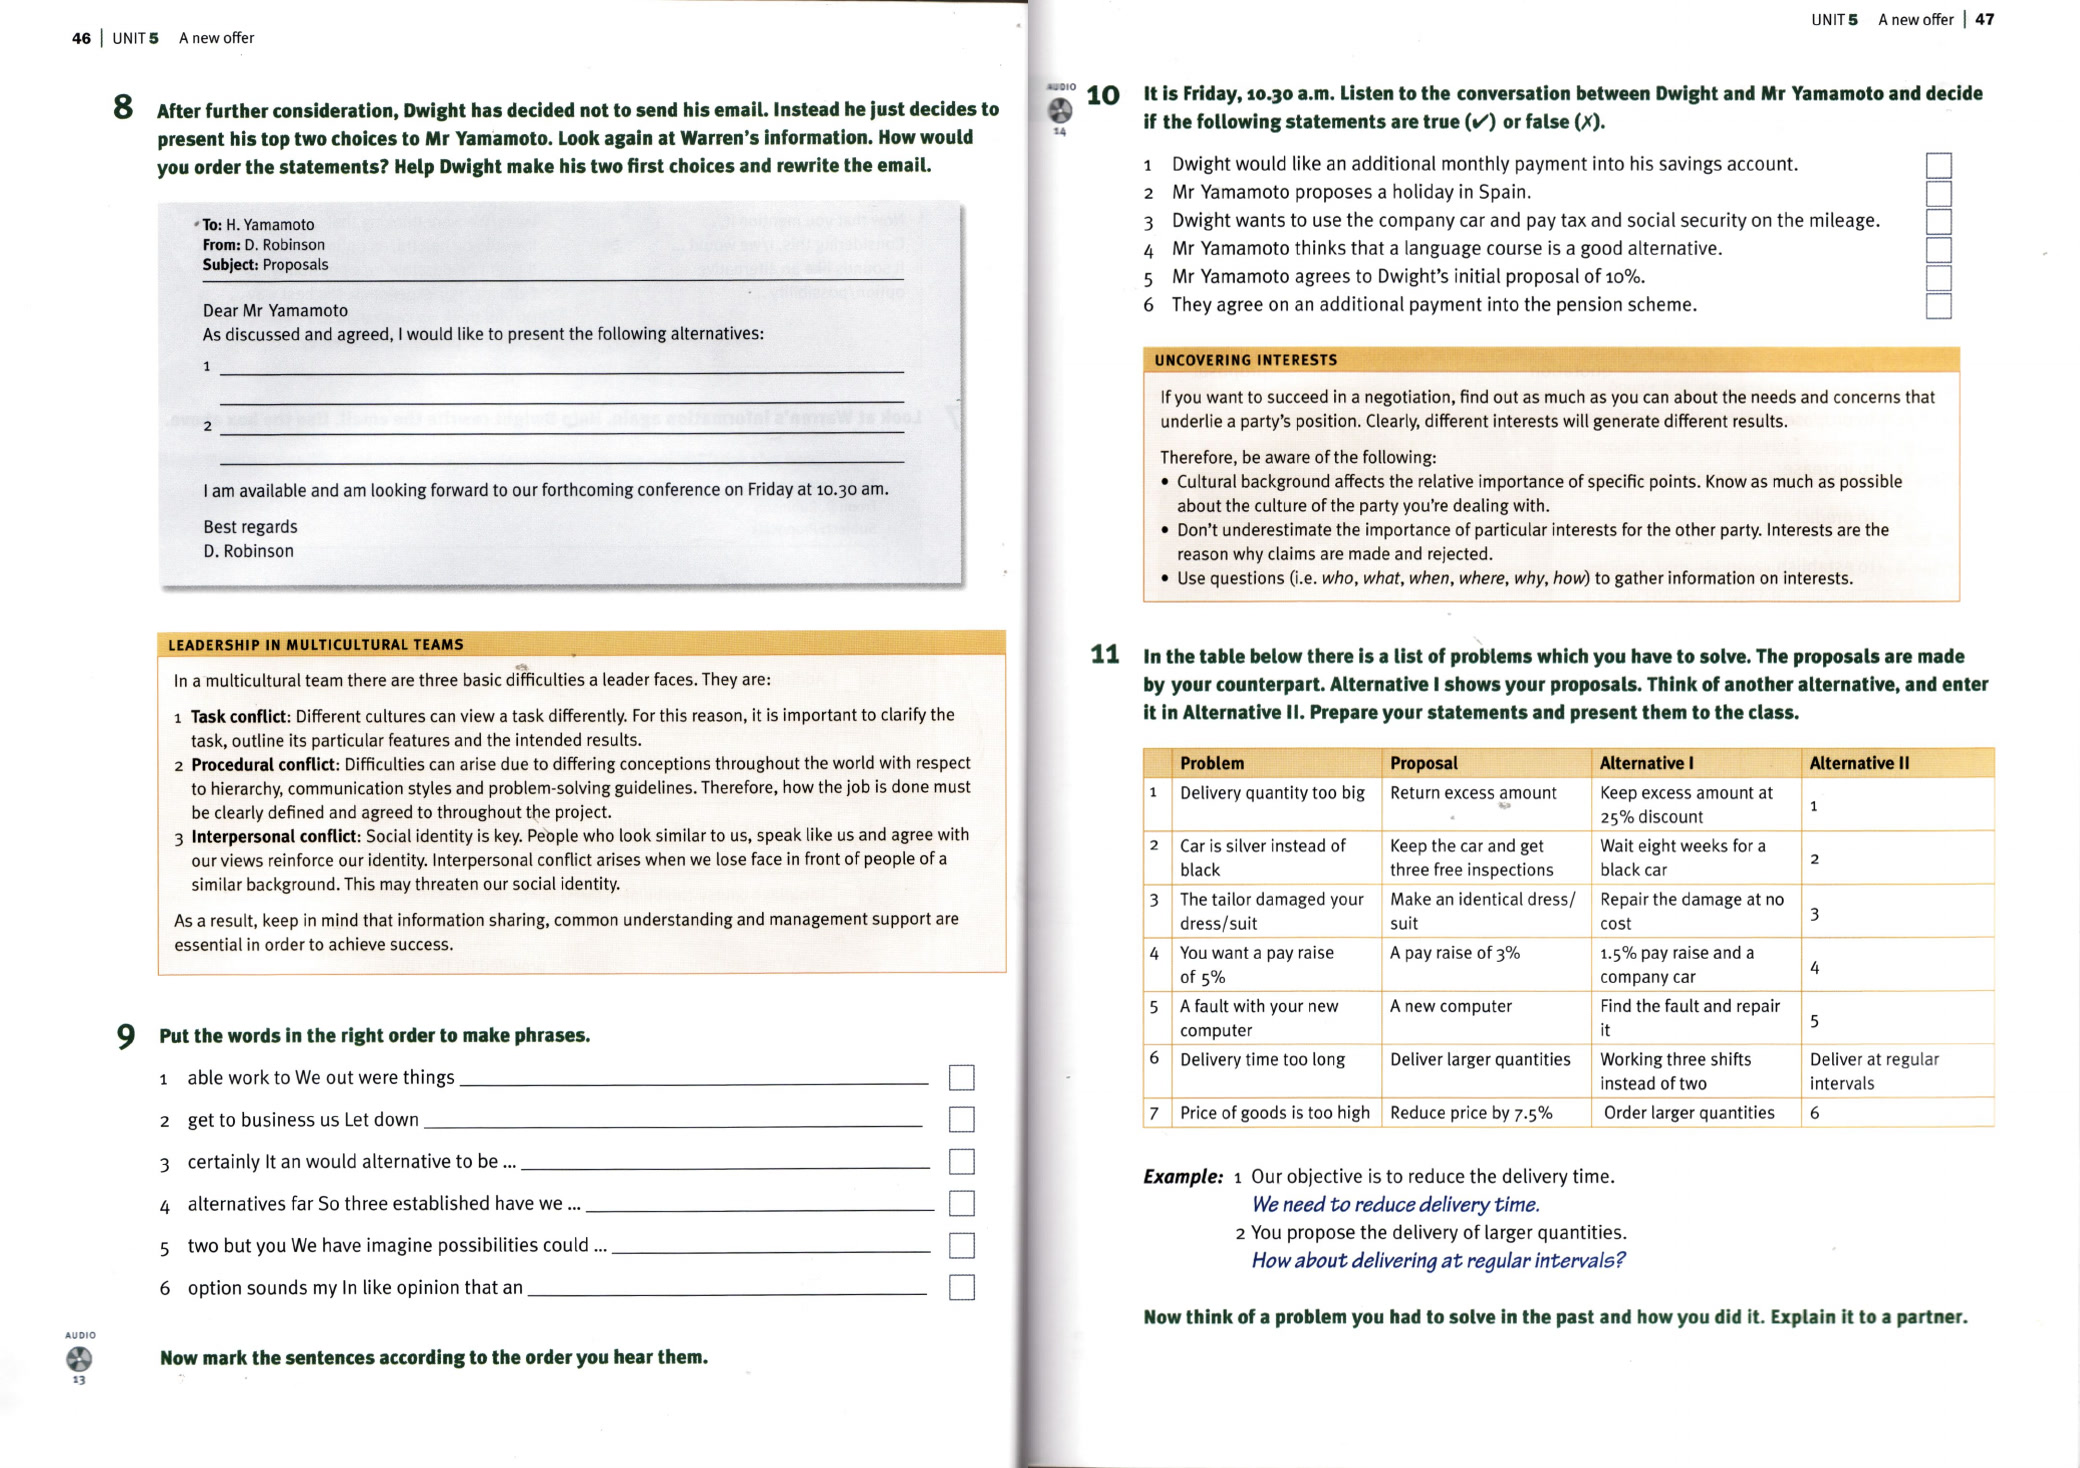 46 | UNIT 5 A new offer
8 After further consideration, Dwight has decided not to send his email. Instead he just decides to
present his top two choices to Mr Yamamoto. Look again at Warren's information. How would
you order the statements? Help Dwight make his two first choices and rewrite the email.
To: H. Yamamoto
From: D. Robinson
Subject: Proposals
Dear Mr Yamamoto
As discussed and agreed, I would like to present the following alternatives:
1
2
I am available and am looking forward to our forthcoming conference on Friday at 10.30 am.
Best regards
D. Robinson
LEADERSHIP IN MULTICULTURAL TEAMS
In a multicultural team there are three basic difficulties a leader faces. They are:
1 Task conflict: Different cultures can view a task differently. For this reason, it is important to clarify the
task, outline its particular features and the intended results.
2 Procedural conflict: Difficulties can arise due to differing conceptions throughout the world with respect
to hierarchy, communication styles and problem-solving guidelines. Therefore, how the job is done must
be clearly defined and agreed to throughout the project.
3 Interpersonal conflict: Social identity is key. People who look similar to us, speak like us and agree with
our views reinforce our identity. Interpersonal conflict arises when we lose face in front of people of a
similar background. This may threaten our social identity.
As a result, keep in mind that information sharing, common understanding and management support are
essential in order to achieve success.
9 Put the words in the right order to make phrases.
1 able work to We out were things
2 get to business us Let down
3 certainly It an would alternative to be ...
4 alternatives far So three established have we ...
5 two but you We have imagine possibilities could ...
6 option sounds my In like opinion that an
AUDIO
13
Now mark the sentences according to the order you hear them.
UNIT 5 A new offer | 47
AUDIO
14
10 It is Friday, 10.30 a.m. Listen to the conversation between Dwight and Mr Yamamoto and decide
if the following statements are true (✔) or false (✗).
1 Dwight would like an additional monthly payment into his savings account.
2 Mr Yamamoto proposes a holiday in Spain.
3 Dwight wants to use the company car and pay tax and social security on the mileage.
4 Mr Yamamoto thinks that a language course is a good alternative.
5 Mr Yamamoto agrees to Dwight's initial proposal of 10%.
6 They agree on an additional payment into the pension scheme.
UNCOVERING INTERESTS
If you want to succeed in a negotiation, find out as much as you can about the needs and concerns that
underlie a party's position. Clearly, different interests will generate different results.
Therefore, be aware of the following:
• Cultural background affects the relative importance of specific points. Know as much as possible
about the culture of the party you're dealing with.
• Don't underestimate the importance of particular interests for the other party. Interests are the
reason why claims are made and rejected.
• Use questions (i.e. who, what, when, where, why, how) to gather information on interests.
11 In the table below there is a list of problems which you have to solve. The proposals are made
by your counterpart. Alternative I shows your proposals. Think of another alternative, and enter
it in Alternative II. Prepare your statements and present them to the class.
Problem Proposal Alternative I Alternative II
1 Delivery quantity too big Return excess amount Keep excess amount at
25% discount 1
2 Car is silver instead of Keep the car and get Wait eight weeks for a
black three free inspections black car 2
3 The tailor damaged your Make an identical dress/ Repair the damage at no
dress/suit suit cost 3
4 You want a pay raise A pay raise of 3% 1.5% pay raise and a
of 5% company car 4
5 A fault with your new A new computer Find the fault and repair
computer it 5
6 Delivery time too long Deliver larger quantities Working three shifts Deliver at regular
instead of two intervals
7 Price of goods is too high Reduce price by 7.5% Order larger quantities 6
Example: 1 Our objective is to reduce the delivery time.
We need to reduce delivery time.
2 You propose the delivery of larger quantities.
How about delivering at regular intervals?
Now think of a problem you had to solve in the past and how you did it. Explain it to a partner.